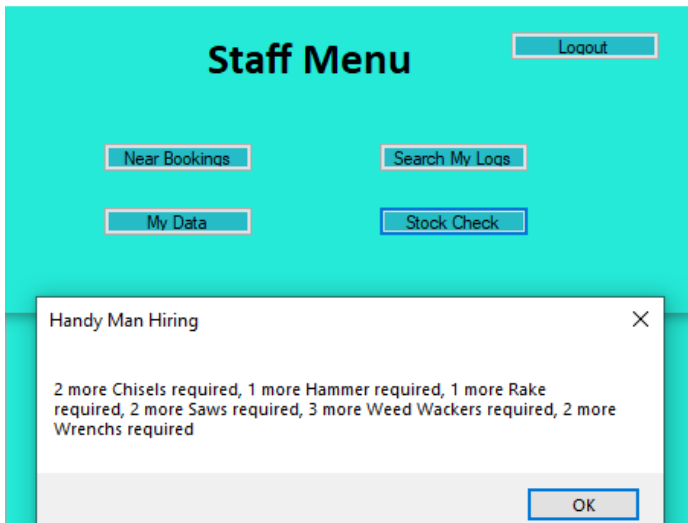 Staff Menu
Logout
Near Bookings
Search My Logs
My Data
Stock Check
Handy Man Hiring
2 more Chisels required, 1 more Hammer required, 1 more Rake
required, 2 more Saws required, 3 more Weed Wackers required, 2 more
Wrenchs required
OK